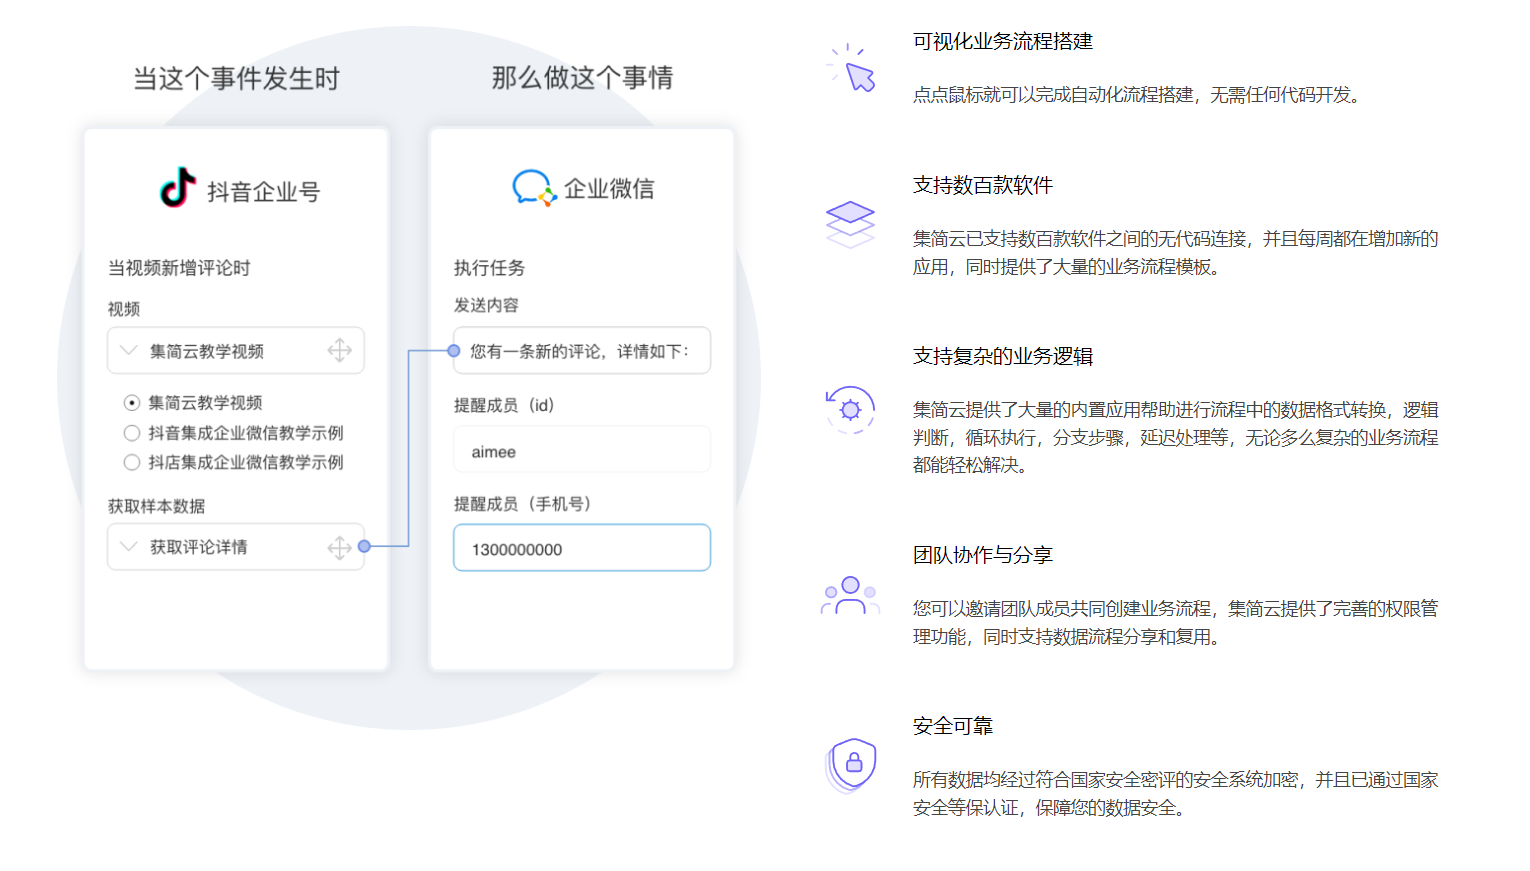 当这个事件发生时
抖音企业号
当视频新增评论时
视频
集简云教学视频
集简云教学视频
抖音集成企业微信教学示例
抖店集成企业微信教学示例
获取样本数据
获取评论详情
那么做这个事情
企业微信
执行任务
发送内容
您有一条新的评论，详情如下：
提醒成员（id）
aimee
提醒成员（手机号）
1300000000
可视化业务流程搭建
点点鼠标就可以完成自动化流程搭建，无需任何代码开发。
支持数百款软件
集简云已支持数百款软件之间的无代码连接，并且每周都在增加新的
应用，同时提供了大量的业务流程模板。
支持复杂的业务逻辑
集简云提供了大量的内置应用帮助进行流程中的数据格式转换，逻辑
判断，循环执行，分支步骤，延迟处理等，无论多么复杂的业务流程
都能轻松解决。
团队协作与分享
您可以邀请团队成员共同创建业务流程，集简云提供了完善的权限管
理功能，同时支持数据流程分享和复用。
安全可靠
所有数据均经过符合国家安全密评的安全系统加密，并且已通过国家
安全等保认证，保障您的数据安全。